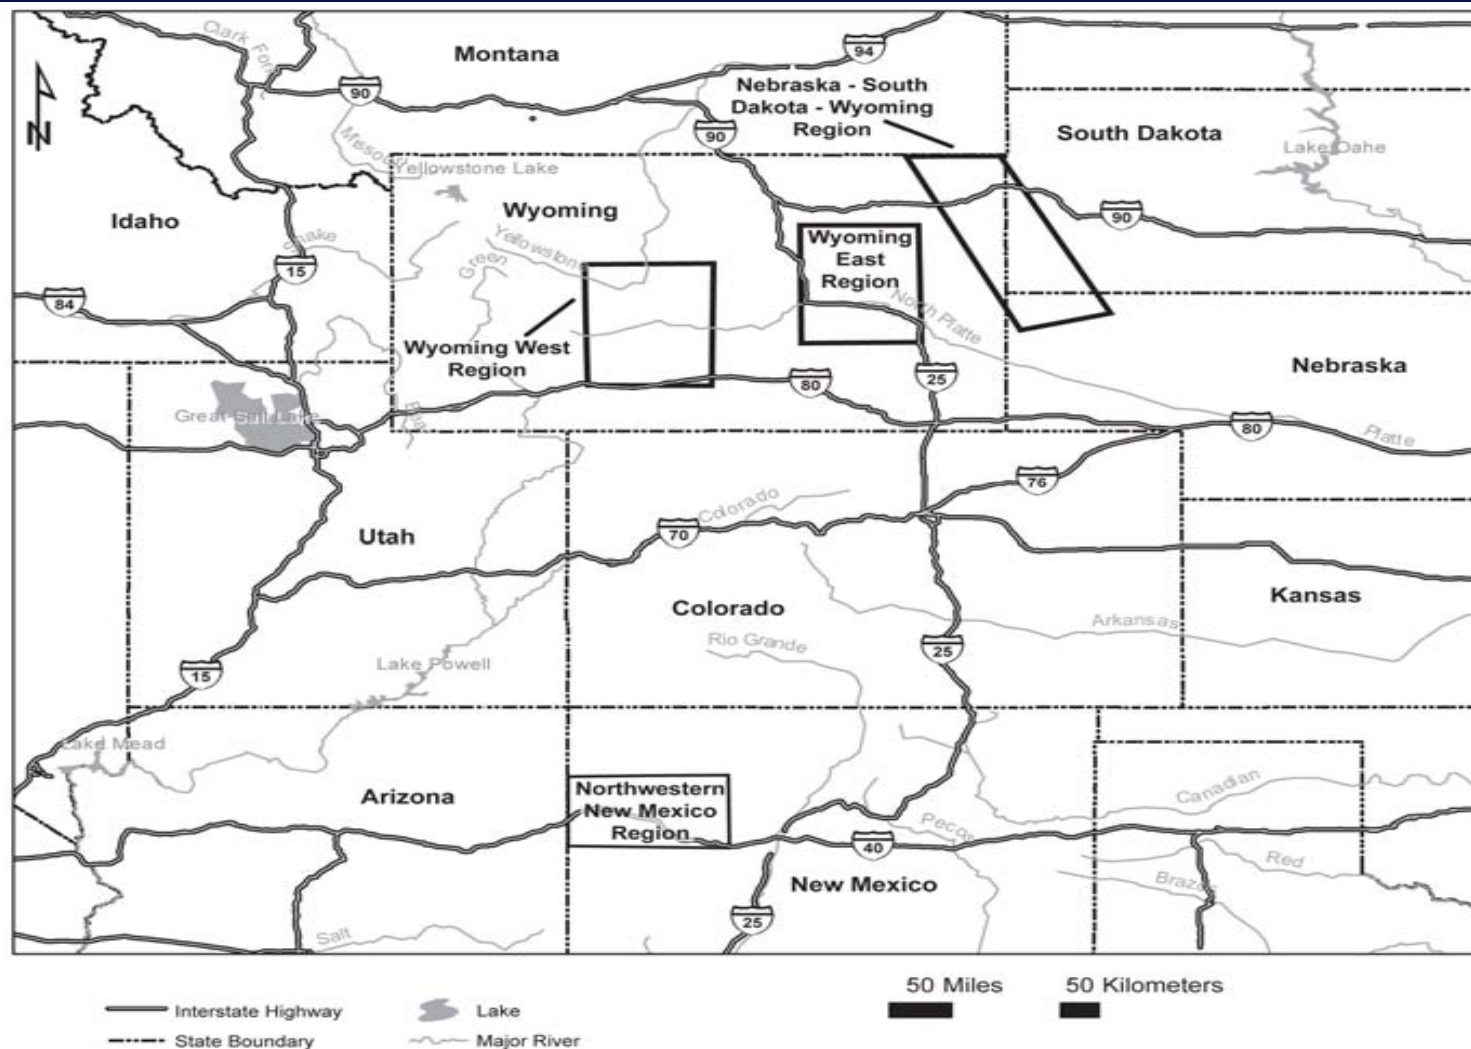 Clark Fork
Montana
94
90
Nebraska - South
Dakota - Wyoming
Region
90
South Dakota
Missouri
Lake Oahe
Yellowstone Lake
N
Idaho
Wyoming
90
Snake
Yellowstone
Green
Wyoming
East
Region
15
84
North Platte
Wyoming West
Region
Nebraska
80
25
Great Salt Lake
Bear
80
Platte
76
Colorado
70
Utah
Kansas
Colorado
Arkansas
Rio Grande
25
Lake Powell
15
Lake Mead
Northwestern
New Mexico
Region
Arizona
Canadian
Pecos
40
Red
New Mexico
Brazos
25
Salt
50 Miles
50 Kilometers
Interstate Highway
Lake
State Boundary
Major River